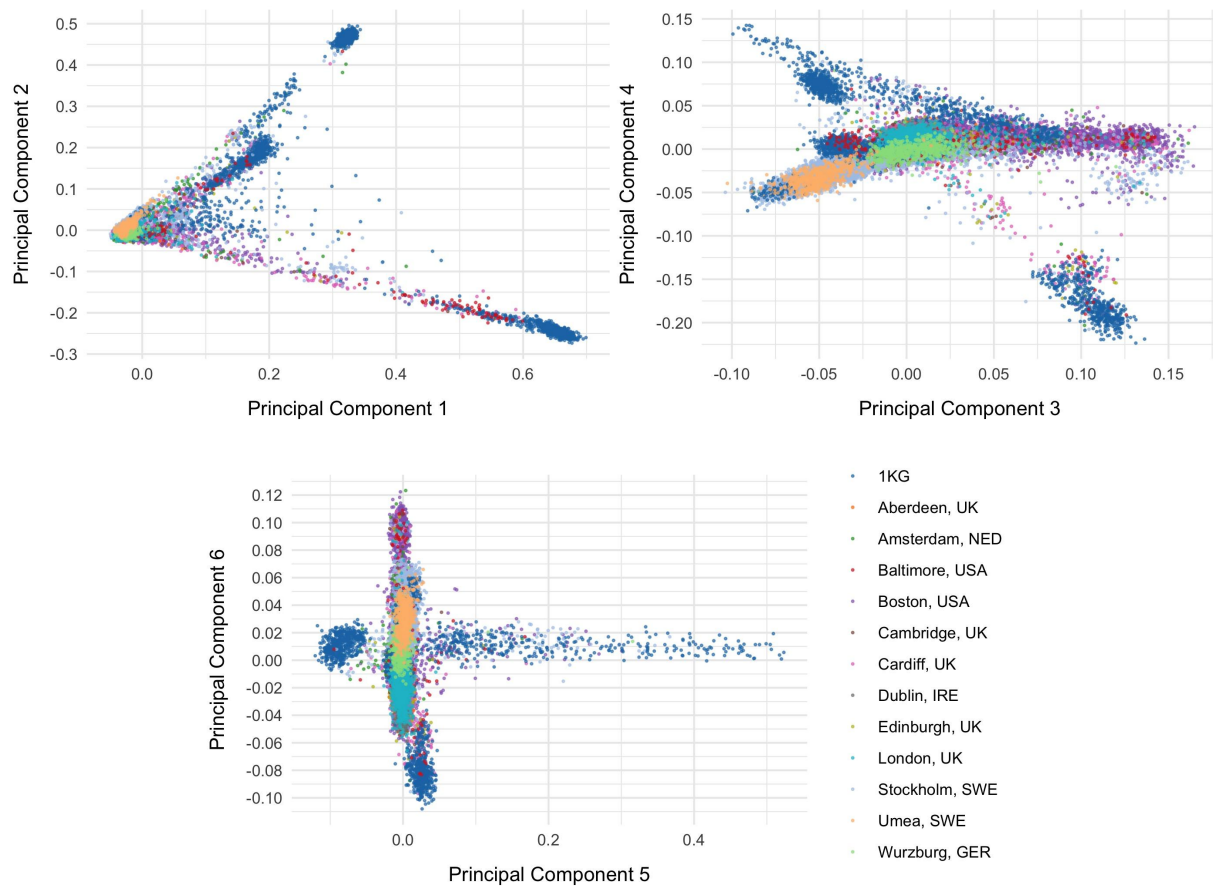 0.5
0.4
0.3
0.2
0.1
0.0
-0.1
-0.2
-0.3
Principal Component 2
0.0 0.2 0.4 0.6
Principal Component 1
0.15
0.10
0.05
0.00
-0.05
-0.10
-0.15
-0.20
Principal Component 4
-0.10 -0.05 0.00 0.05 0.10 0.15
Principal Component 3
0.12
0.10
0.08
0.06
0.04
0.02
0.00
-0.02
-0.04
-0.06
-0.08
-0.10
Principal Component 6
0.0 0.2 0.4
Principal Component 5
1KG
Aberdeen, UK
Amsterdam, NED
Baltimore, USA
Boston, USA
Cambridge, UK
Cardiff, UK
Dublin, IRE
Edinburgh, UK
London, UK
Stockholm, SWE
Umea, SWE
Wurzburg, GER